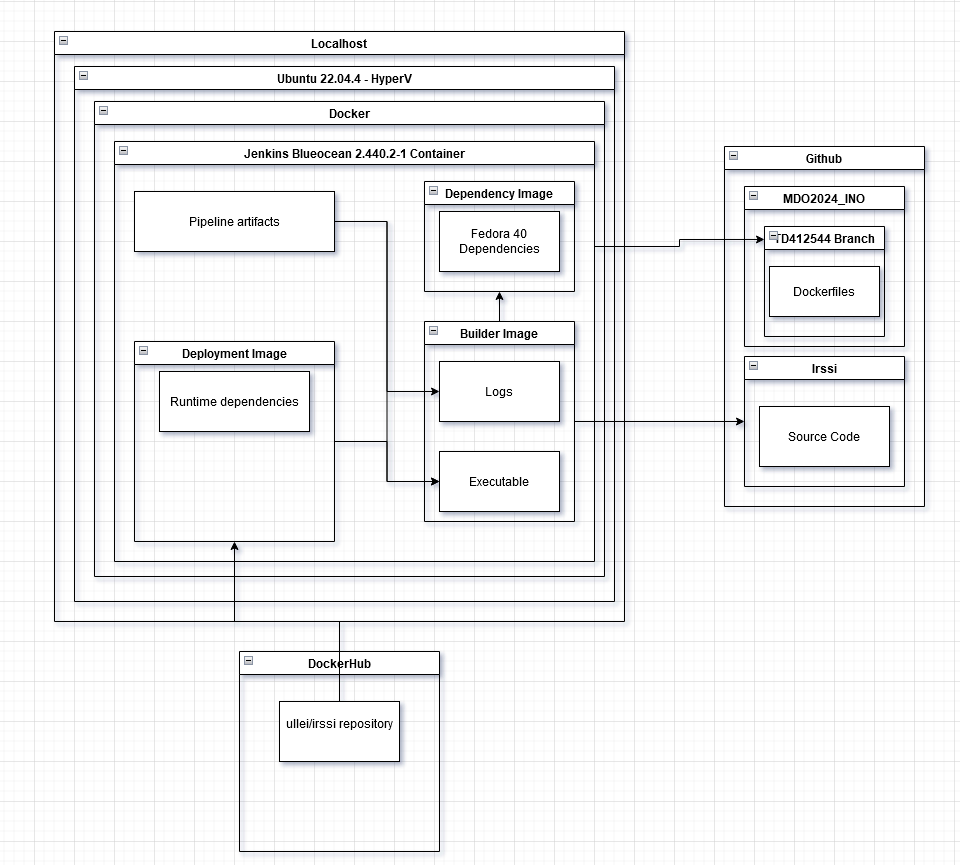 Localhost
Ubuntu 22.04.4 - HyperV
Docker
Jenkins Blueocean 2.440.2-1 Container
Pipeline artifacts
Dependency Image
Fedora 40
Dependencies
Builder Image
Logs
Executable
Deployment Image
Runtime dependencies
Github
MDO2024_INO
TD412544 Branch
Dockerfiles
Irssi
Source Code
DockerHub
ullei/irssi repository